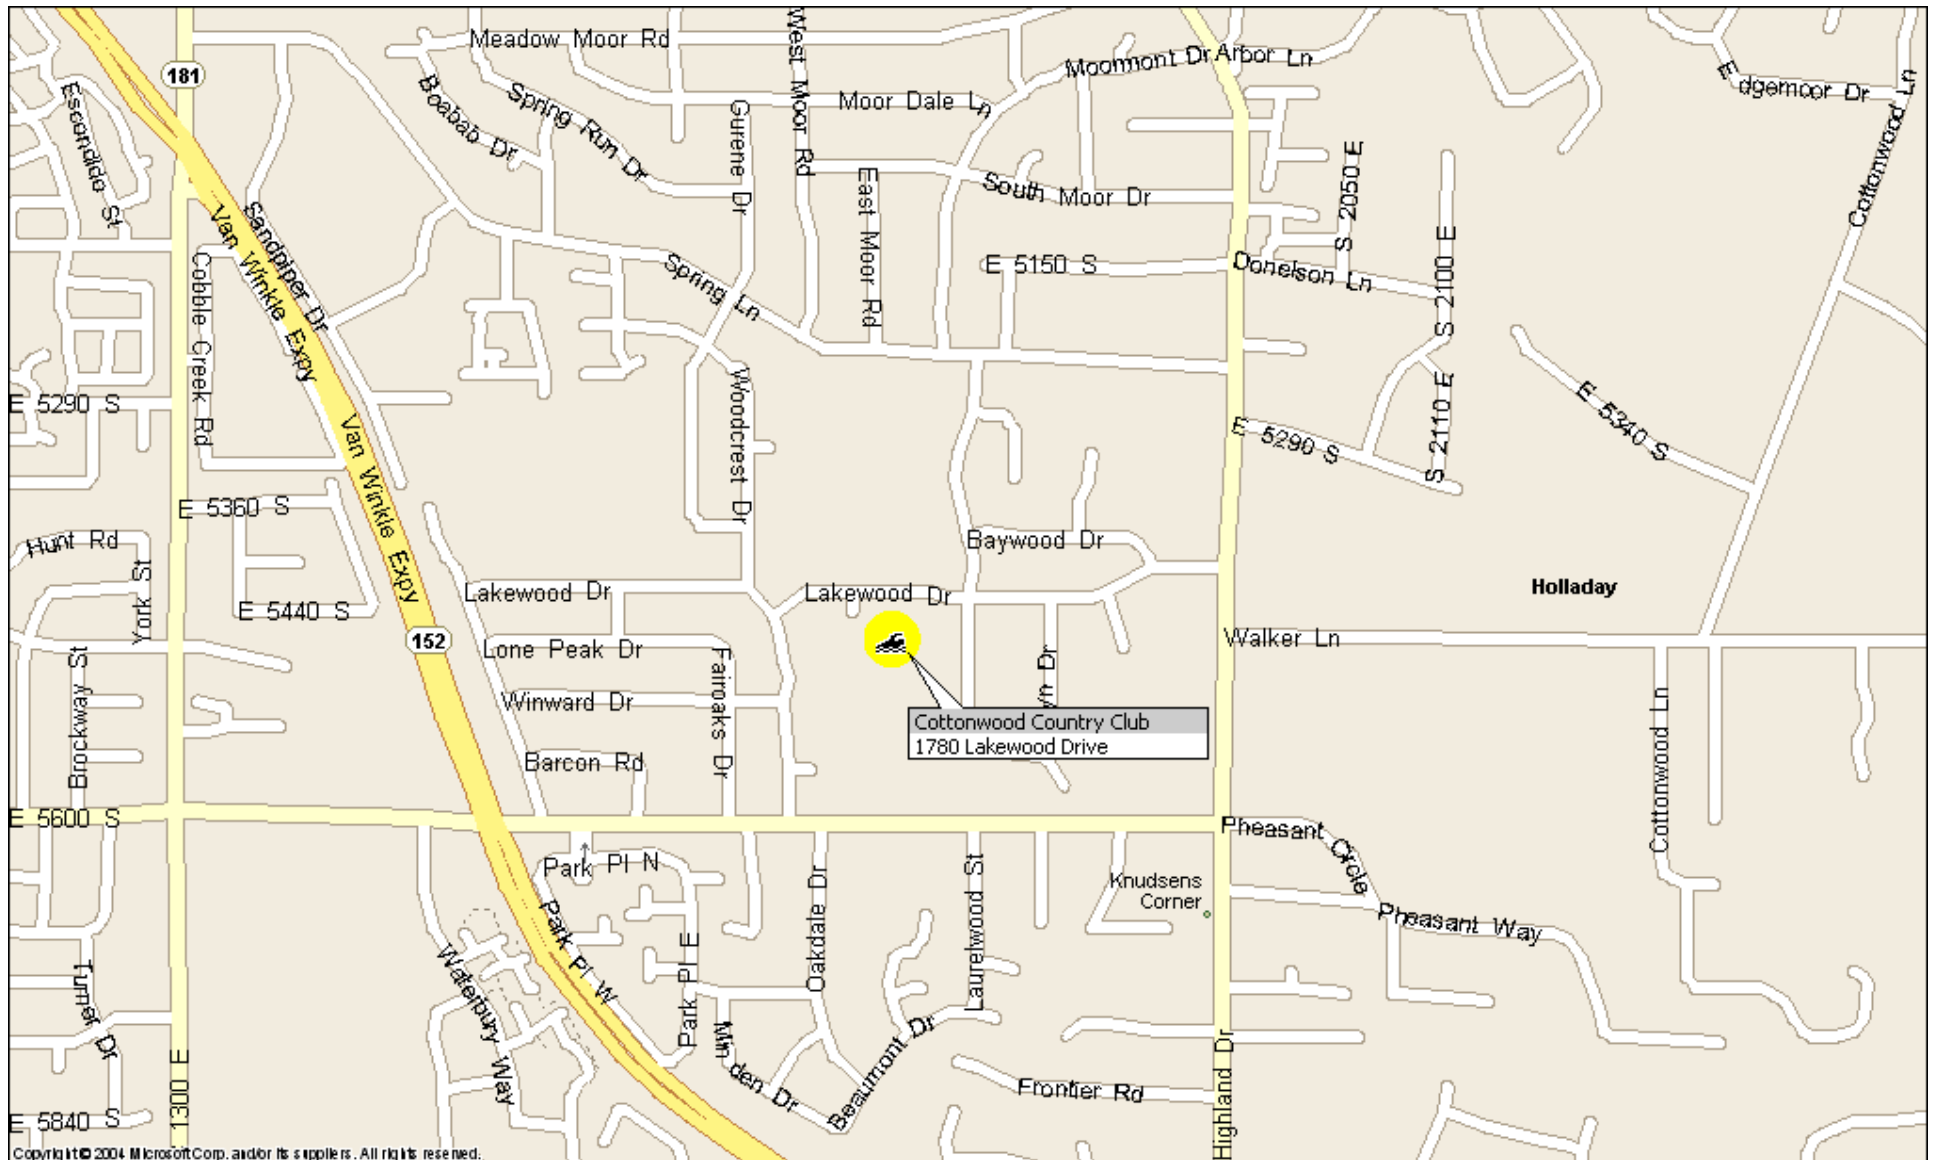 Meadow Moor Rd
West Moor Rd
Moormont Dr
Arbor Ln
181
Escondido St
Boabab Dr
Spring Run Dr
Gurene Dr
Moor Dale Ln
Edgemoor Dr
Cottonwood Ln
East Moor Rd
South Moor Dr
S 2050 E
Sandpiper Dr
Van Winkle Expy
Cobble Creek Rd
Spring Ln
E 5150 S
Donelson Ln
S 2100 E
E 5290 S
Woodcrest Dr
Van Winkle Expy
E 5290 S
S 2110 E
E 5340 S
E 5360 S
Hunt Rd
York St
E 5440 S
Lakewood Dr
Lakewood Dr
Baywood Dr
Holladay
152
Lone Peak Dr
Walker Ln
Brockway St
Winward Dr
Fairoaks Dr
yn Dr
Cottonwood Country Club
1780 Lakewood Drive
Cottonwood Ln
Barcon Rd
E 5600 S
Pheasant Circle
Park Pl N
Knudsens
Corner
Pheasant Way
Park Pl W
Park Pl E
Oakdale Dr
Laurelwood St
Waterbury Way
Turner Dr
Minden Dr
Beaumont Dr
Frontier Rd
Highland Dr
1300 E
E 5840 S
Copyright © 2004 Microsoft Corp. and/or its suppliers. All rights reserved.